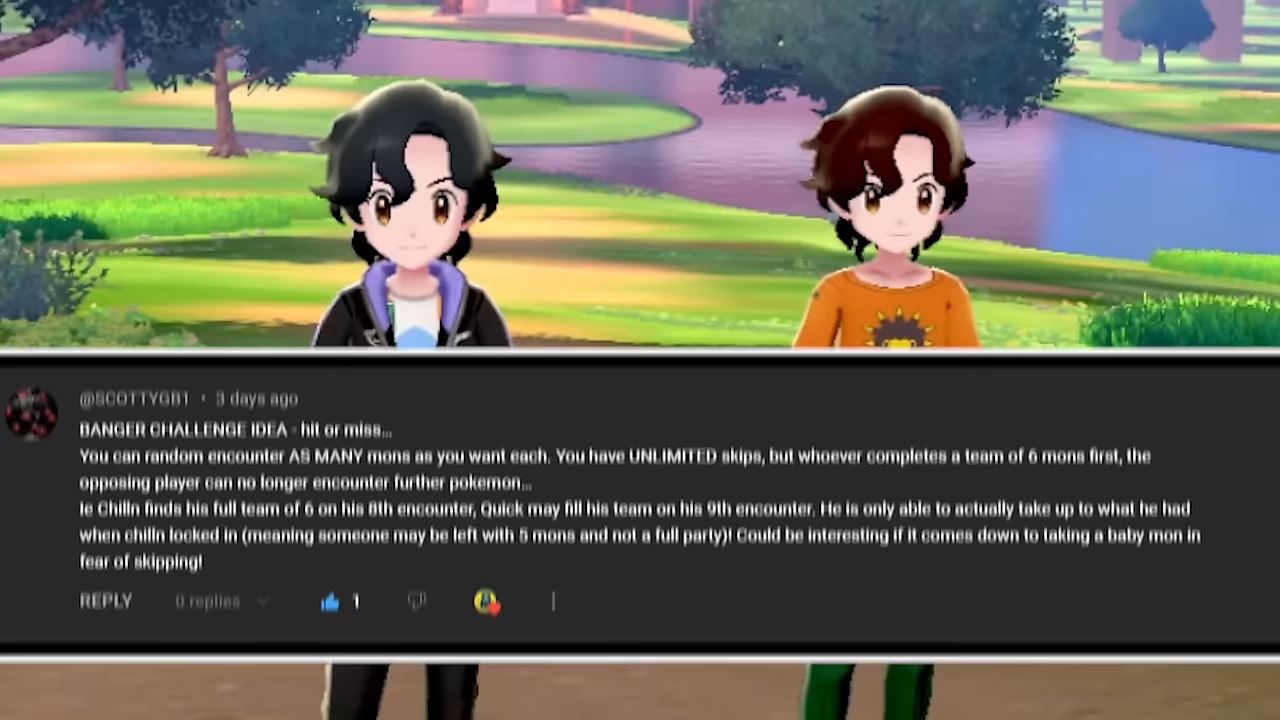 @SCOTTYGB1 · 3 days ago
BANGER CHALLENGE IDEA - hit or miss...
You can random encounter AS MANY mons as you want each. You have UNLIMITED skips, but whoever completes a team of 6 mons first, the
opposing player can no longer encounter further pokemon...
Ie Chilln finds his full team of 6 on his 8th encounter, Quick may fill his team on his 9th encounter. He is only able to actually take up to what he had
when chilln locked in (meaning someone may be left with 5 mons and not a full party)! Could be interesting if it comes down to taking a baby mon in
fear of skipping!
REPLY 0 replies 1